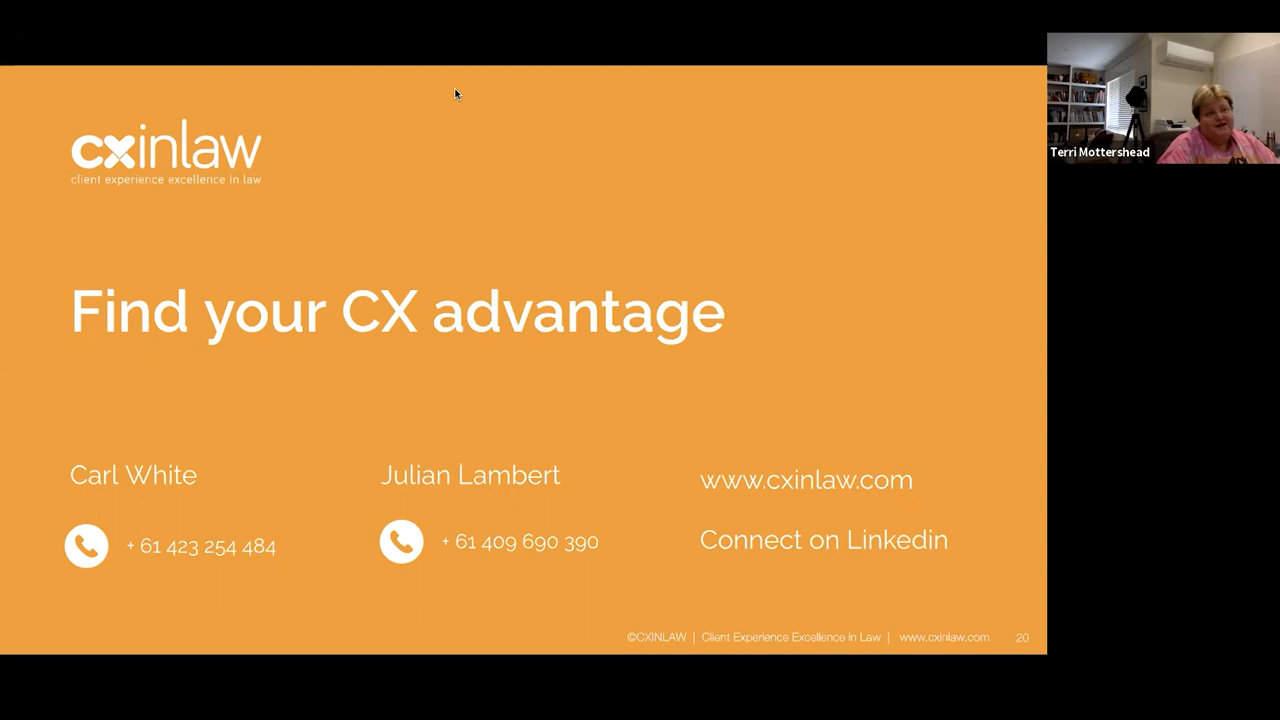 cxinlaw
client experience excellence in law
Terri Mottershead
Find your CX advantage
Carl White
+ 61 423 254 484
Julian Lambert
+ 61 409 690 390
www.cxinlaw.com
Connect on Linkedin
©CXINLAW | Client Experience Excellence in Law | www.cxinlaw.com 20